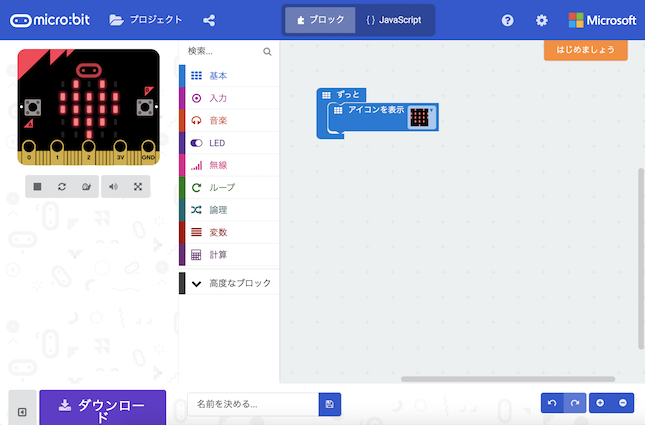 micro:bit
プロジェクト
ブロック
{ } JavaScript
Microsoft
はじめましょう
検索...
基本
入力
音楽
LED
無線
ループ
論理
変数
計算
高度なブロック
ずっと
アイコンを表示
A
B
0 1 2 3V GND
ダウンロー
ド
名前を決める...